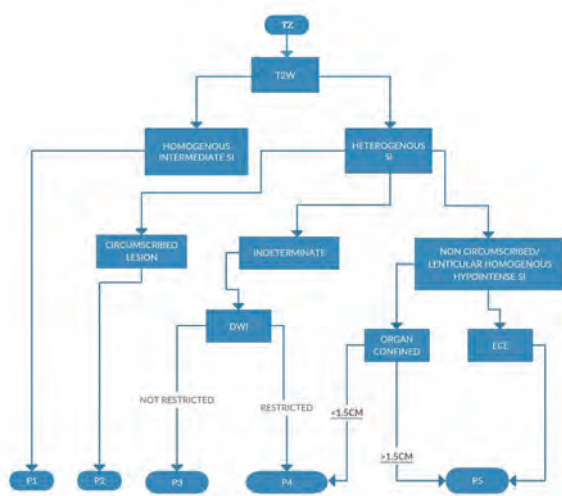 TZ
T2W
HOMOGENOUS
INTERMEDIATE SI
HETEROGENOUS
SI
CIRCUMSCRIBED
LESION
INDETERMINATE
NON CIRCUMSCRIBED/
LENTICULAR HOMOGENOUS
HYPOINTENSE SI
DWI
ORGAN
CONFINED
ECE
NOT RESTRICTED
RESTRICTED
<1.5CM
>1.5CM
P1
P2
P3
P4
P5